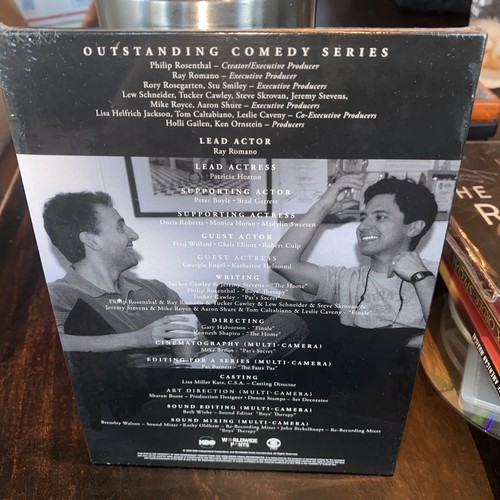 OUTSTANDING COMEDY SERIES
Philip Rosenthal – Creator/Executive Producer
Ray Romano – Executive Producer
Rory Rosegarten, Stu Smiley – Executive Producers
Lew Schneider, Tucker Cawley, Steve Skrovan, Jeremy Stevens,
Mike Royce, Aaron Shure – Executive Producers
Lisa Helfrich Jackson, Tom Caltabiano, Leslie Caveny – Co-Executive Producers
Holli Gailen, Ken Ornstein – Producers
LEAD ACTOR
Ray Romano
LEAD ACTRESS
Patricia Heaton
SUPPORTING ACTOR
Peter Boyle • Brad Garrett
SUPPORTING ACTRESS
Doris Roberts • Monica Horan • Madylin Sweeten
GUEST ACTOR
Fred Willard • Chris Elliott • Robert Culp
GUEST ACTRESS
Georgia Engel • Katherine Helmond
WRITING
Tucker Cawley & Jeremy Stevens - "The Home"
Philip Rosenthal - "Boys' Therapy"
Tucker Cawley - "Pat's Secret"
Philip Rosenthal & Ray Romano & Tucker Cawley & Lew Schneider & Steve Skrovan
Jeremy Stevens & Mike Royce & Aaron Shure & Tom Caltabiano & Leslie Caveny - "Finale"
DIRECTING
Gary Halvorson - "Finale"
Kenneth Shapiro - "The Home"
CINEMATOGRAPHY (MULTI-CAMERA)
Mike Berlin - "Pat's Secret"
EDITING FOR A SERIES (MULTI-CAMERA)
Pat Barnett - "The Faux Pas"
CASTING
Lisa Miller Katz, C.S.A. – Casting Director
ART DIRECTION (MULTI-CAMERA)
Sharon Busse - Production Designer • Donna Stamps - Set Decorator
SOUND EDITING (MULTI-CAMERA)
Beth Wiehe - Sound Editor "Boys' Therapy"
SOUND MIXING (MULTI-CAMERA)
Brentley Walton - Sound Mixer • Kathy Oldham - Re-Recording Mixer • John Bickelhaupt - Re-Recording Mixer
"Boys' Therapy"
HBO
WORLDWIDE PANTS
THE